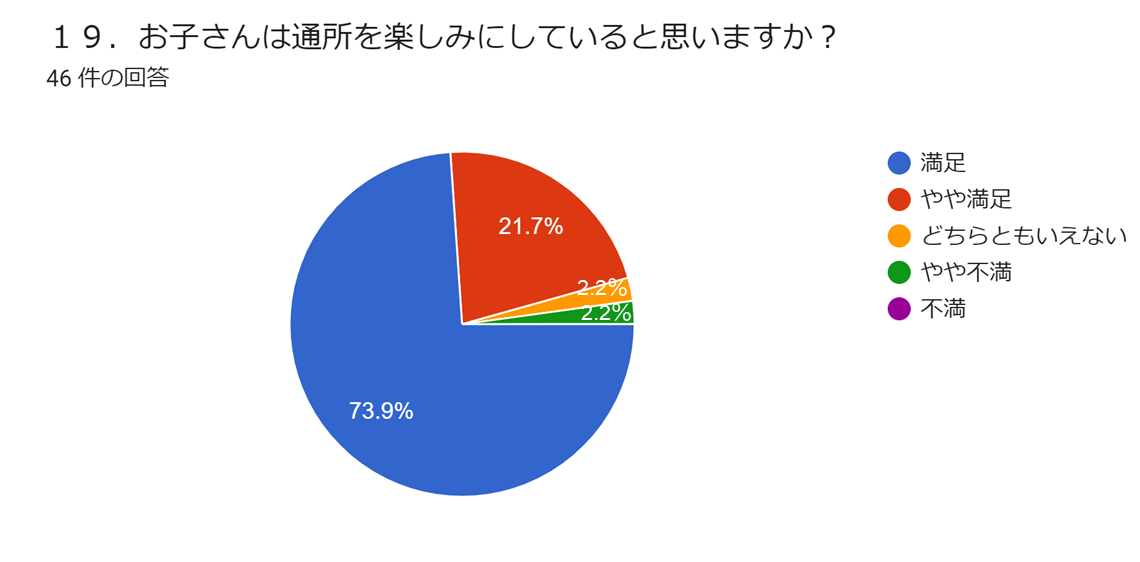 １９．お子さんは通所を楽しみにしていると思いますか？
46 件の回答
満足
やや満足
どちらともいえない
やや不満
不満
21.7%
2.2%
2.2%
73.9%